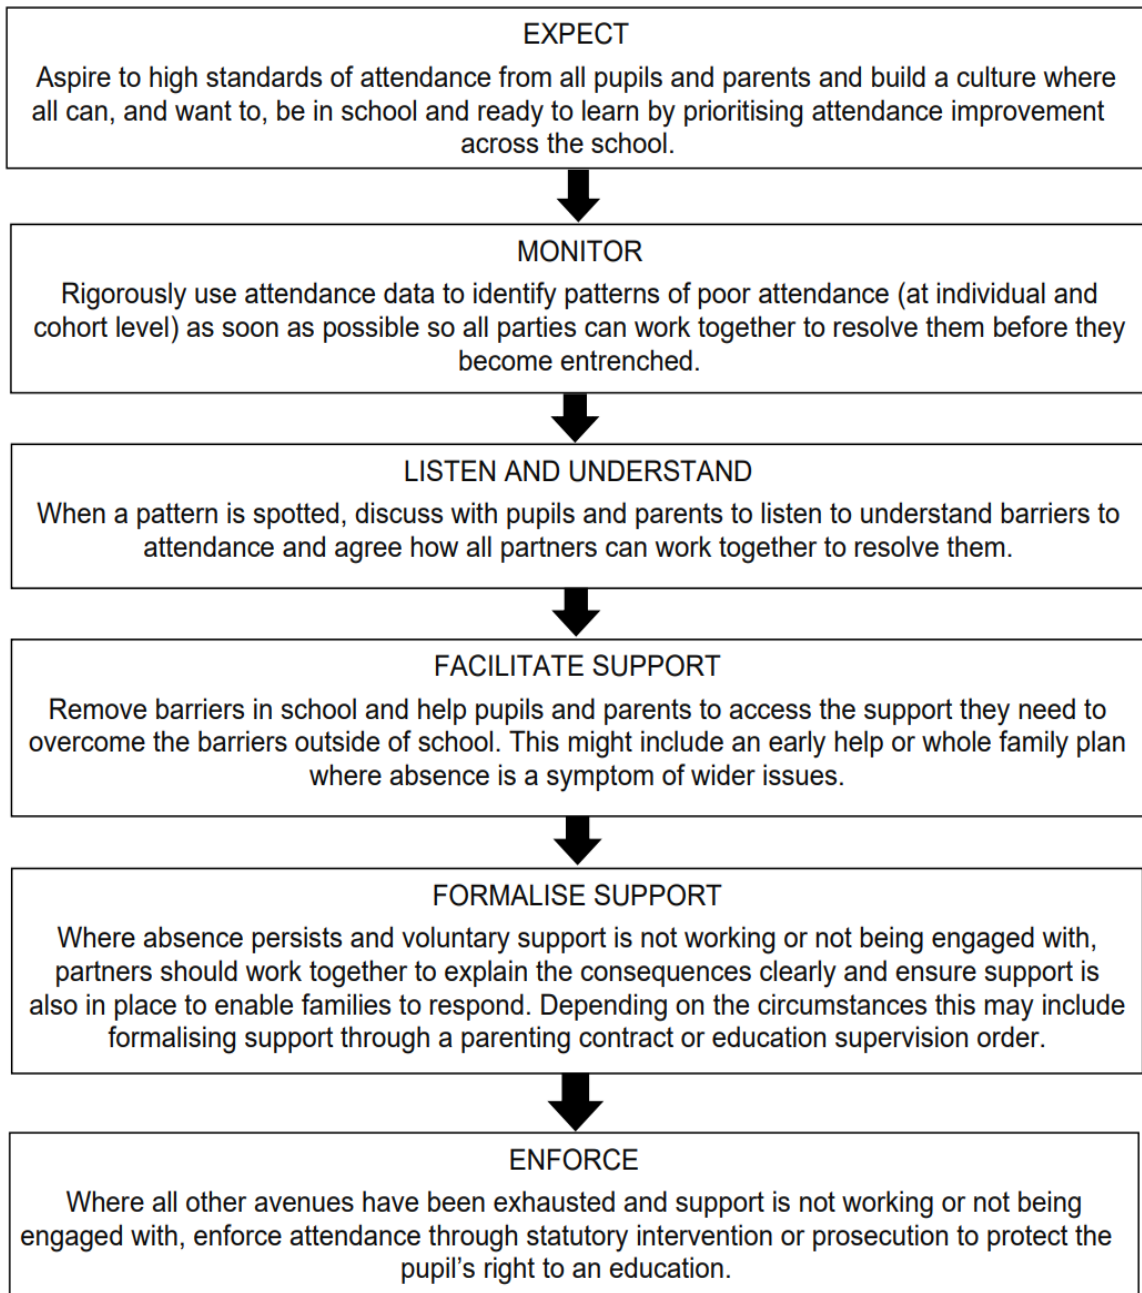 EXPECT
Aspire to high standards of attendance from all pupils and parents and build a culture where
all can, and want to, be in school and ready to learn by prioritising attendance improvement
across the school.
MONITOR
Rigorously use attendance data to identify patterns of poor attendance (at individual and
cohort level) as soon as possible so all parties can work together to resolve them before they
become entrenched.
LISTEN AND UNDERSTAND
When a pattern is spotted, discuss with pupils and parents to listen to understand barriers to
attendance and agree how all partners can work together to resolve them.
FACILITATE SUPPORT
Remove barriers in school and help pupils and parents to access the support they need to
overcome the barriers outside of school. This might include an early help or whole family plan
where absence is a symptom of wider issues.
FORMALISE SUPPORT
Where absence persists and voluntary support is not working or not being engaged with,
partners should work together to explain the consequences clearly and ensure support is
also in place to enable families to respond. Depending on the circumstances this may include
formalising support through a parenting contract or education supervision order.
ENFORCE
Where all other avenues have been exhausted and support is not working or not being
engaged with, enforce attendance through statutory intervention or prosecution to protect the
pupil’s right to an education.